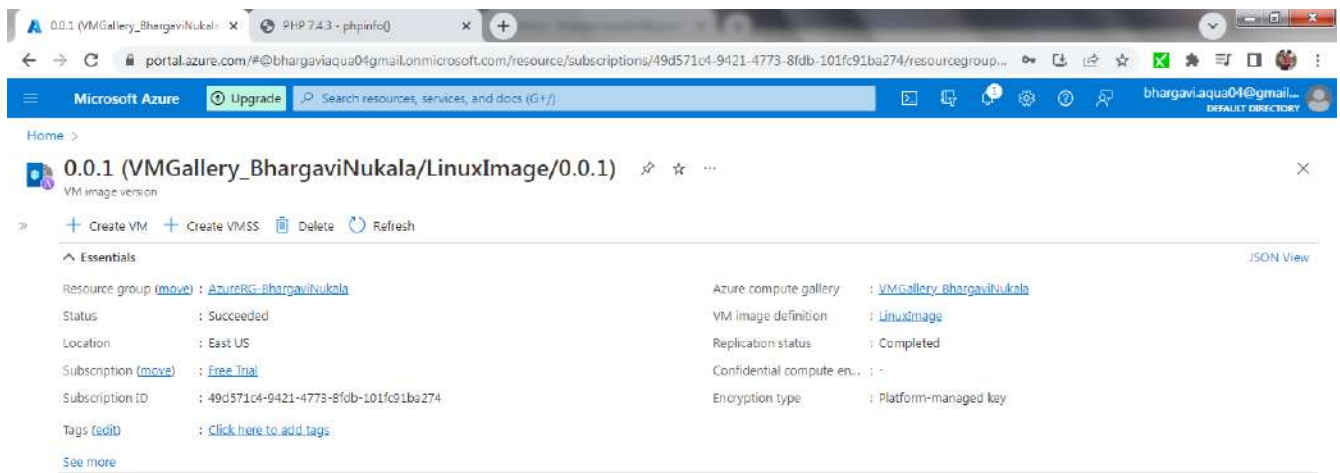 0.0.1 (VMGallery_BhargaviNukala
PHP 7.4.3 - phpinfo()
portal.azure.com/#@bhargaviaqua04gmail.onmicrosoft.com/resource/subscriptions/49d571c4-9421-4773-8fdb-101fc91ba274/resourcegroup...
Microsoft Azure
Upgrade
Search resources, services, and docs (G+/)
1
bhargavi.aqua04@gmail...
DEFAULT DIRECTORY
Home >
0.0.1 (VMGallery_BhargaviNukala/LinuxImage/0.0.1) ...
VM image version
Create VM
Create VMSS
Delete
Refresh
Essentials
JSON View
Resource group (move) : AzureRG-BhargaviNukala
Status : Succeeded
Location : East US
Subscription (move) : Free Trial
Subscription ID : 49d571c4-9421-4773-8fdb-101fc91ba274
Tags (edit) : Click here to add tags
See more
Azure compute gallery : VMGallery_BhargaviNukala
VM image definition : LinuxImage
Replication status : Completed
Confidential compute en... : -
Encryption type : Platform-managed key